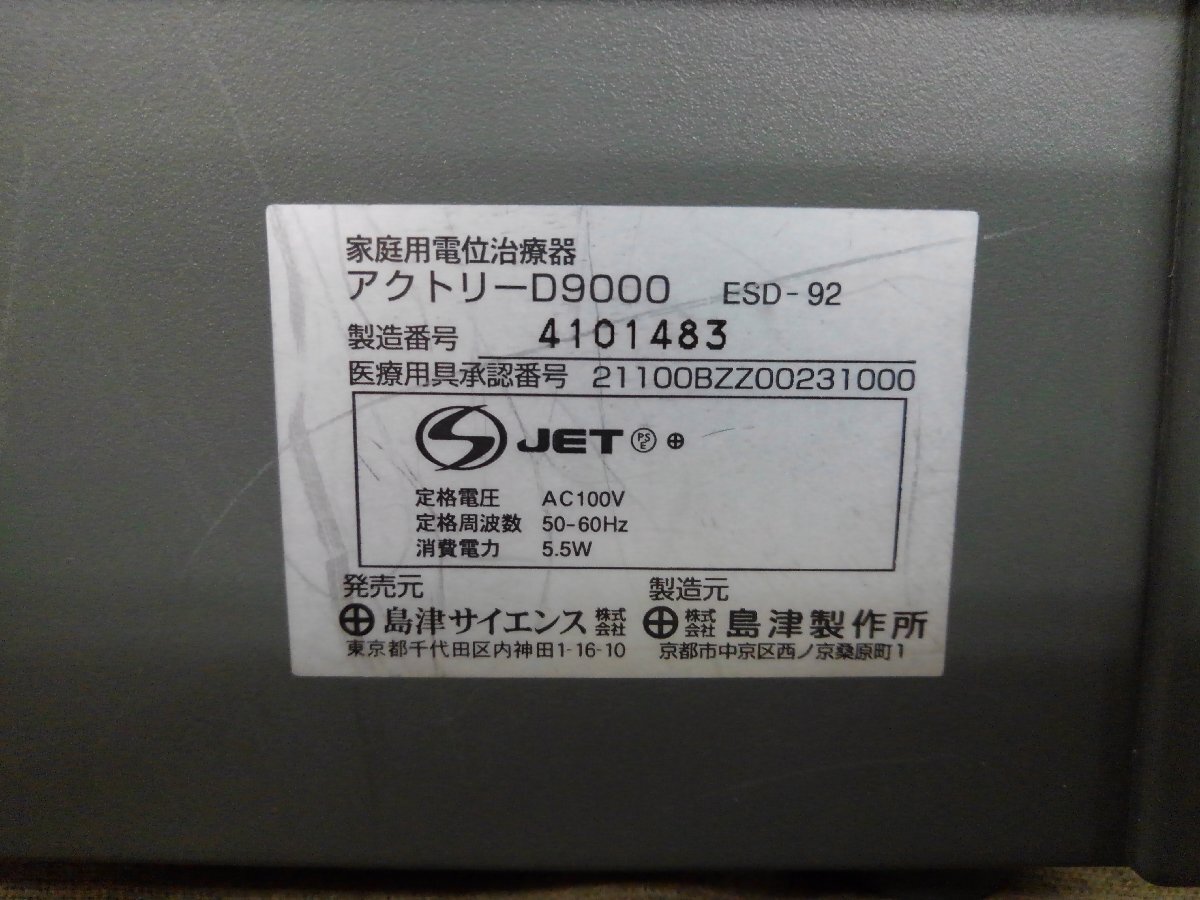 家庭用電位治療器
アクトリーD9000 ESD-92
製造番号 4101483
医療用具承認番号 21100BZZ00231000
S JET PSE
定格電圧 AC100V
定格周波数 50-60Hz
消費電力 5.5W
発売元 製造元
島津サイエンス株式会社 株式会社島津製作所
東京都千代田区内神田1-16-10 京都市中京区西ノ京桑原町1